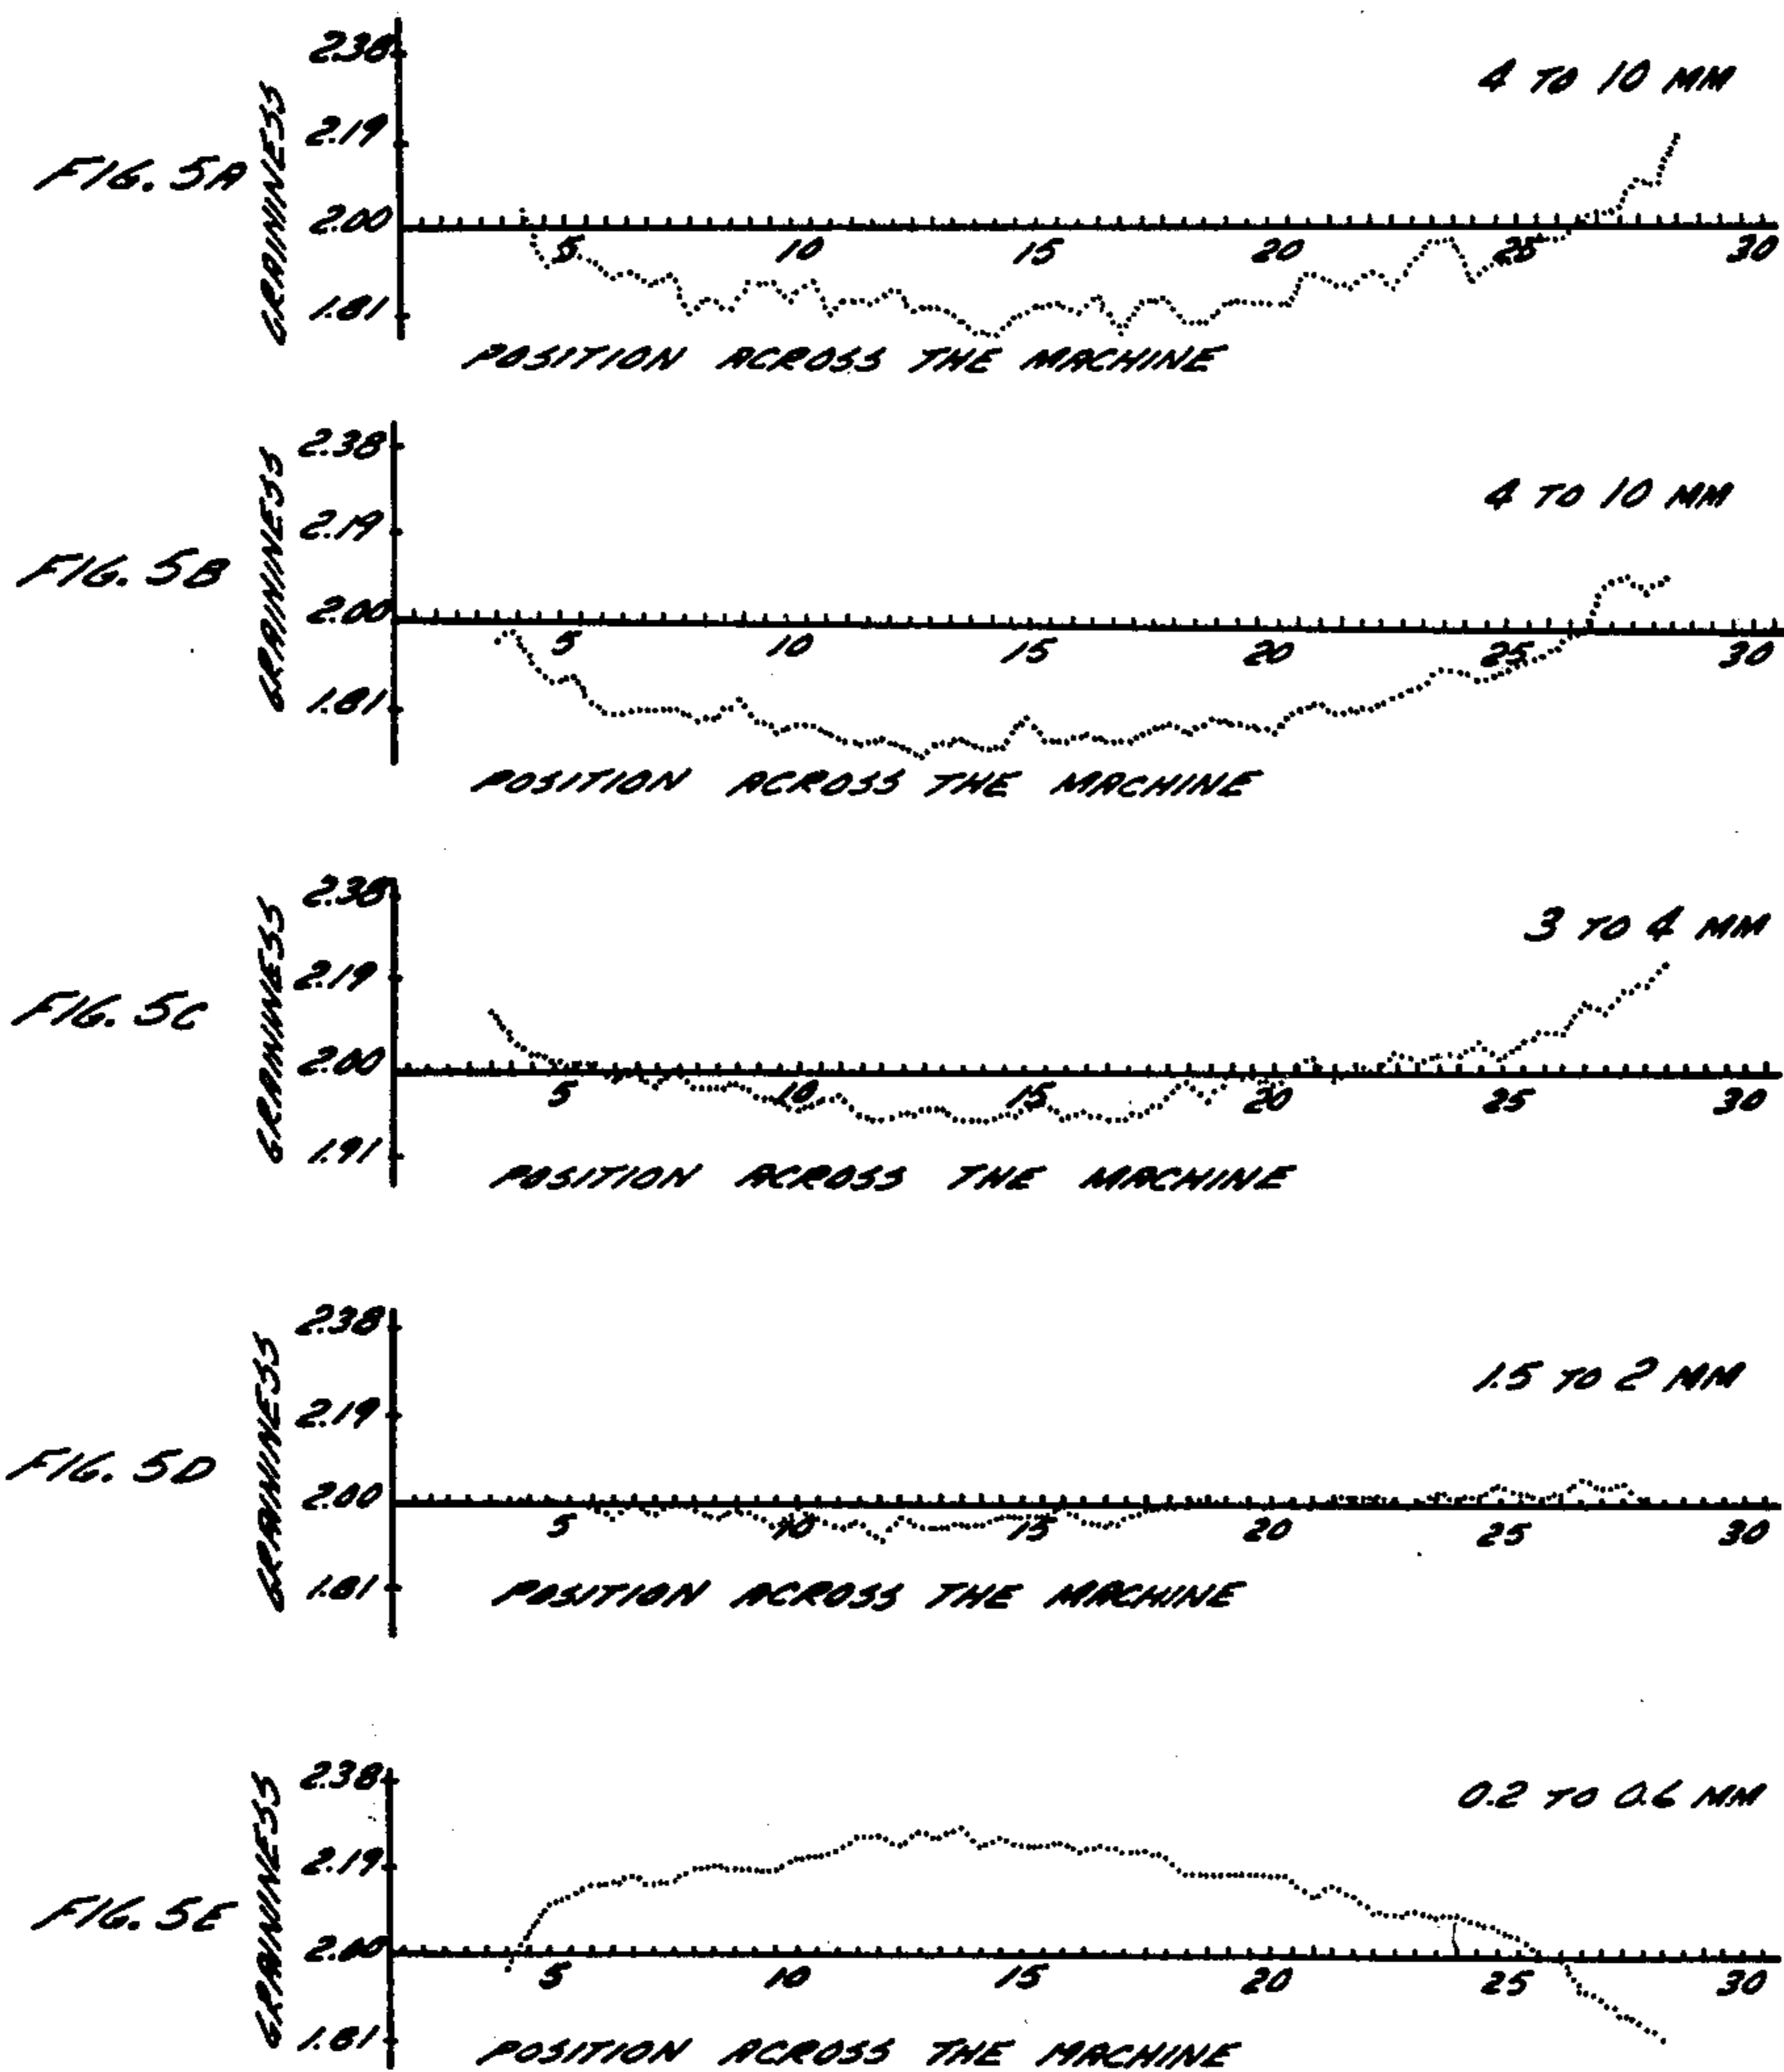 FIG. 5A
GRAININESS
2.38
2.19
2.00
1.81
4 TO 10 MM
5 10 15 20 25 30
POSITION ACROSS THE MACHINE
FIG. 5B
GRAININESS
2.38
2.19
2.00
1.81
4 TO 10 MM
5 10 15 20 25 30
POSITION ACROSS THE MACHINE
FIG. 5C
GRAININESS
2.38
2.19
2.00
1.91
3 TO 4 MM
5 10 15 20 25 30
POSITION ACROSS THE MACHINE
FIG. 5D
GRAININESS
2.38
2.19
2.00
1.81
1.5 TO 2 MM
5 10 15 20 25 30
POSITION ACROSS THE MACHINE
FIG. 5E
GRAININESS
2.38
2.19
2.00
1.81
0.2 TO 0.6 MM
5 10 15 20 25 30
POSITION ACROSS THE MACHINE